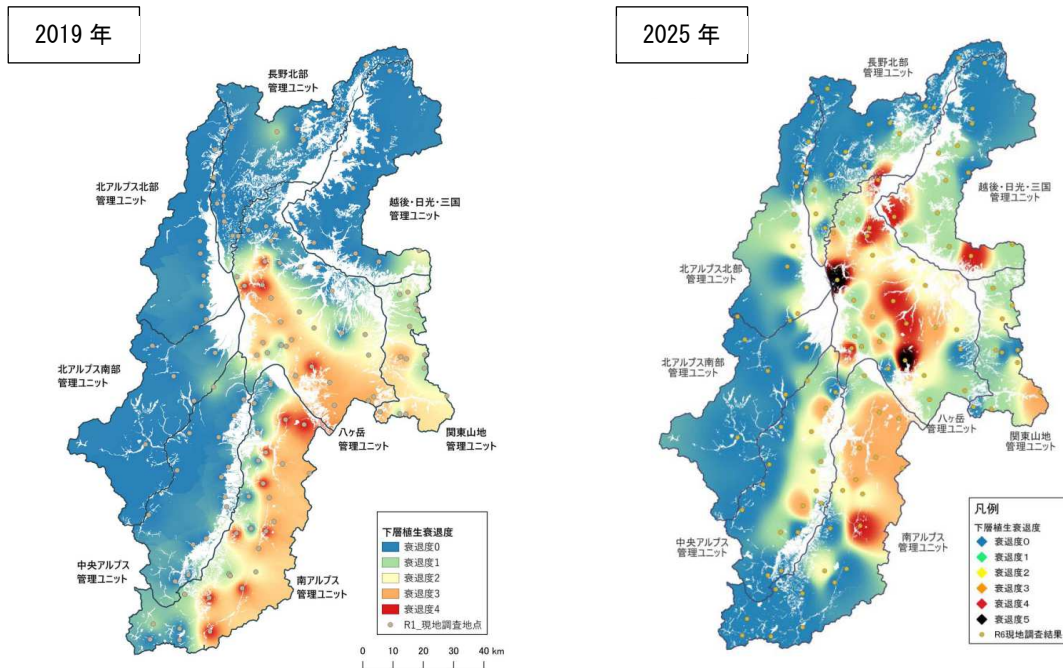 2019 年
長野北部
管理ユニット
北アルプス北部
管理ユニット
越後・日光・三国
管理ユニット
北アルプス南部
管理ユニット
八ヶ岳
管理ユニット
関東山地
管理ユニット
中央アルプス
管理ユニット
南アルプス
管理ユニット
下層植生衰退度
衰退度0
衰退度1
衰退度2
衰退度3
衰退度4
R1_現地調査地点
0 10 20 30 40 km
2025 年
長野北部
管理ユニット
越後・日光・三国
管理ユニット
北アルプス北部
管理ユニット
北アルプス南部
管理ユニット
八ヶ岳
管理ユニット
関東山地
管理ユニット
中央アルプス
管理ユニット
南アルプス
管理ユニット
凡例
下層植生衰退度
衰退度0
衰退度1
衰退度2
衰退度3
衰退度4
衰退度5
R6現地調査結果